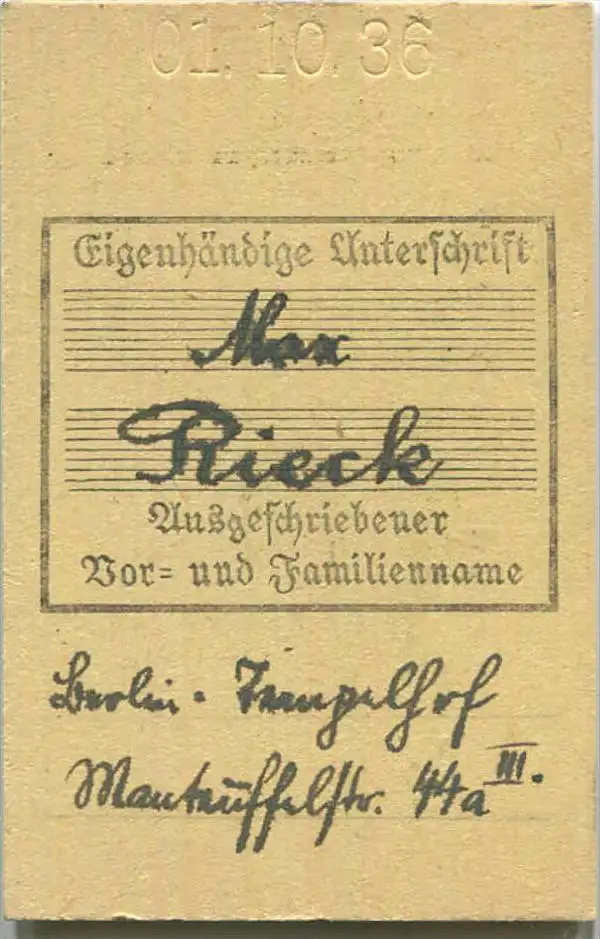 01. 10. 36
Eigenhändige Unterschrift
Max
Rieck
Ausgeschriebener
Vor= und Familienname
Berlin - Tempelhof
Manteuffelstr. 44a III.